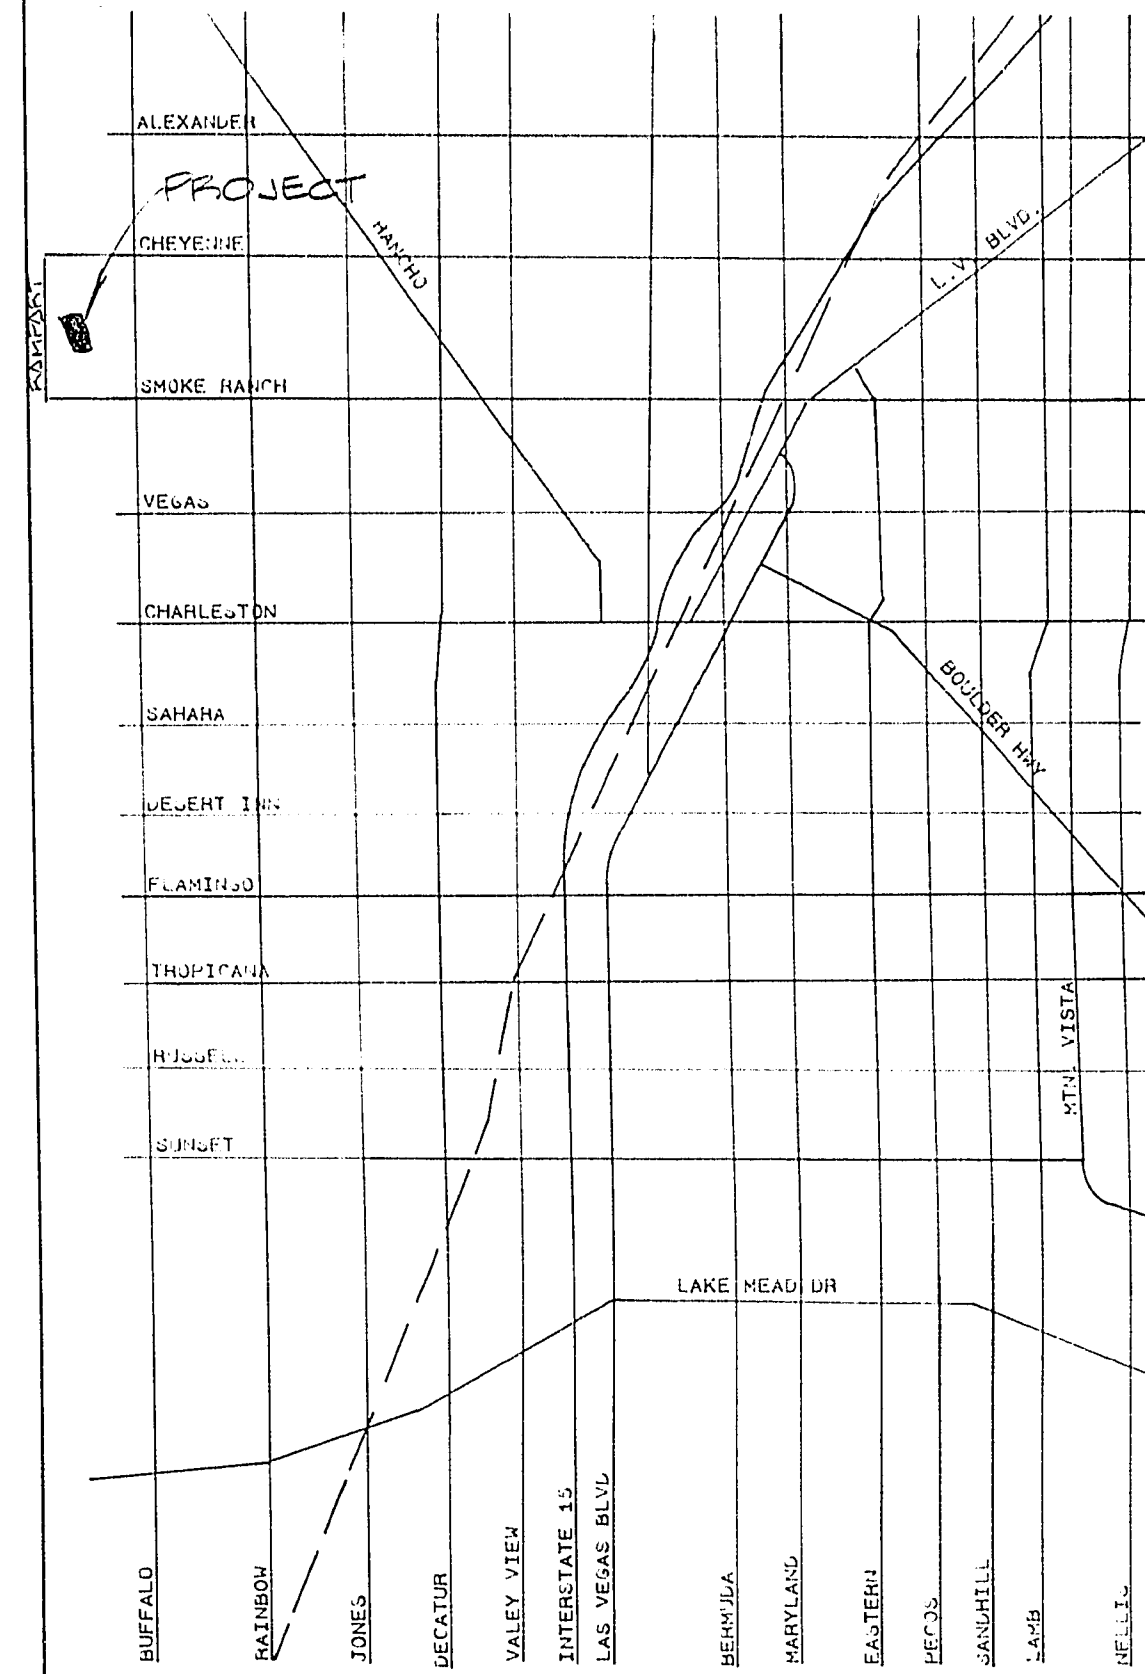 ALEXANDER
PROJECT
CHEYENNE
RANCHO
L.V. BLVD.
RAMPART
SMOKE RANCH
VEGAS
CHARLESTON
BOULDER HWY
SAHARA
DESERT INN
FLAMINGO
TROPICANA
MTN. VISTA
RUSSELL
SUNSET
LAKE MEAD DR
BUFFALO
RAINBOW
JONES
DECATUR
VALEY VIEW
INTERSTATE 15
LAS VEGAS BLVD
BERMUDA
MARYLAND
EASTERN
PECOS
SANDHILL
LAMB
NELLIS